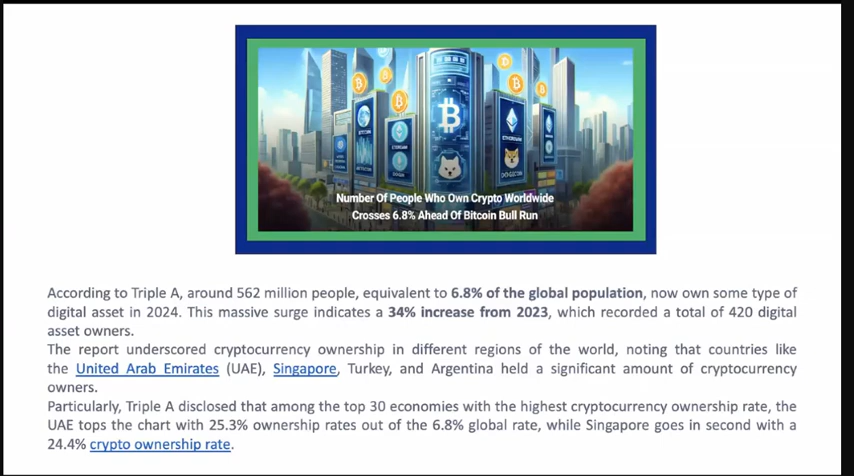 Number Of People Who Own Crypto Worldwide
Crosses 6.8% Ahead Of Bitcoin Bull Run
According to Triple A, around 562 million people, equivalent to 6.8% of the global population, now own some type of
digital asset in 2024. This massive surge indicates a 34% increase from 2023, which recorded a total of 420 digital
asset owners.
The report underscored cryptocurrency ownership in different regions of the world, noting that countries like
the United Arab Emirates (UAE), Singapore, Turkey, and Argentina held a significant amount of cryptocurrency
owners.
Particularly, Triple A disclosed that among the top 30 economies with the highest cryptocurrency ownership rate, the
UAE tops the chart with 25.3% ownership rates out of the 6.8% global rate, while Singapore goes in second with a
24.4% crypto ownership rate.